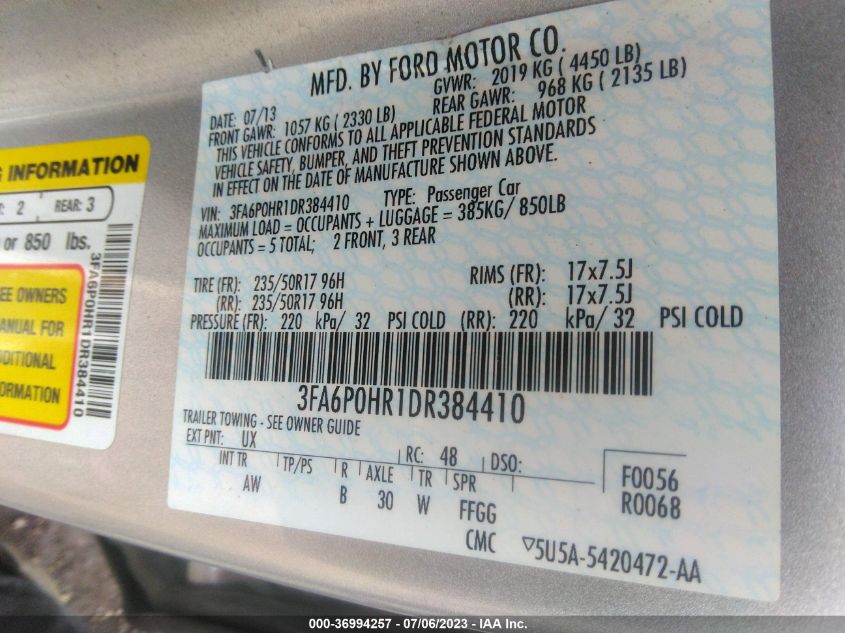 MFD. BY FORD MOTOR CO.
DATE: 07/13 GVWR: 2019 KG ( 4450 LB)
FRONT GAWR: 1057 KG ( 2330 LB) REAR GAWR: 968 KG ( 2135 LB)
THIS VEHICLE CONFORMS TO ALL APPLICABLE FEDERAL MOTOR
VEHICLE SAFETY, BUMPER, AND THEFT PREVENTION STANDARDS
IN EFFECT ON THE DATE OF MANUFACTURE SHOWN ABOVE.
VIN: 3FA6P0HR1DR384410 TYPE: Passenger Car
MAXIMUM LOAD = OCCUPANTS + LUGGAGE = 385KG/ 850LB
OCCUPANTS = 5 TOTAL; 2 FRONT, 3 REAR
TIRE (FR): 235/50R17 96H RIMS (FR): 17x7.5J
(RR): 235/50R17 96H (RR): 17x7.5J
PRESSURE (FR): 220 kPa/ 32 PSI COLD (RR): 220 kPa/ 32 PSI COLD
3FA6P0HR1DR384410
TRAILER TOWING - SEE OWNER GUIDE
EXT PNT: UX RC: 48 DSO:
INT TR TP/PS R AXLE TR SPR
AW B 30 W FFGG
F0056
R0068
CMC ▽5U5A-5420472-AA
INFORMATION
2 REAR: 3
or 850 lbs.
OWNERS
MANUAL FOR
3FA6P0HR1DR384410
000-36994257 - 07/06/2023 - IAA Inc.